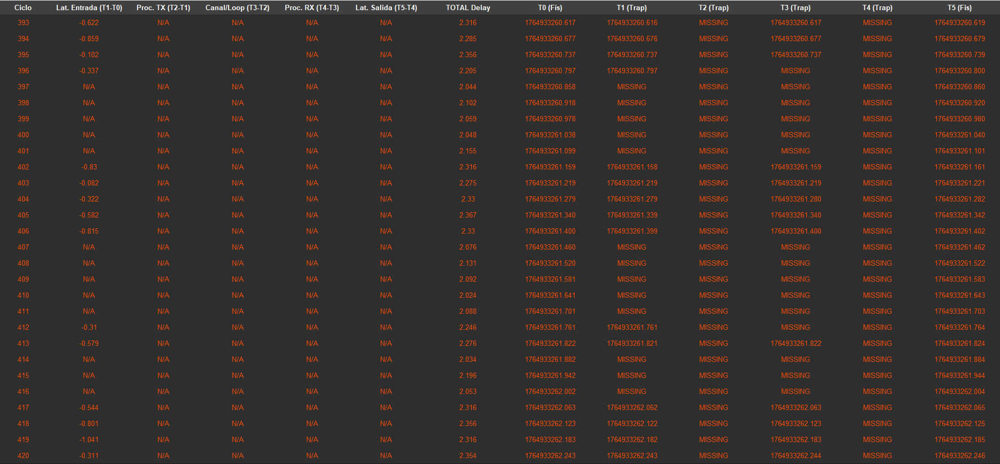 Ciclo Lat. Entrada (T1-T0) Proc. TX (T2-T1) Canal/Loop (T3-T2) Proc. RX (T4-T3) Lat. Salida (T5-T4) TOTAL Delay T0 (Fís) T1 (Trap) T2 (Trap) T3 (Trap) T4 (Trap) T5 (Fis)
393 -0.622 N/A N/A N/A N/A 2.316 1764933260.617 1764933260.616 MISSING 1764933260.617 MISSING 1764933260.619
394 -0.859 N/A N/A N/A N/A 2.285 1764933260.677 1764933260.676 MISSING 1764933260.677 MISSING 1764933260.679
395 -0.102 N/A N/A N/A N/A 2.356 1764933260.737 1764933260.737 MISSING 1764933260.737 MISSING 1764933260.739
396 -0.337 N/A N/A N/A N/A 2.205 1764933260.797 1764933260.797 MISSING MISSING MISSING 1764933260.800
397 N/A N/A N/A N/A N/A 2.044 1764933260.858 MISSING MISSING MISSING MISSING 1764933260.860
398 N/A N/A N/A N/A N/A 2.102 1764933260.918 MISSING MISSING MISSING MISSING 1764933260.920
399 N/A N/A N/A N/A N/A 2.059 1764933260.978 MISSING MISSING MISSING MISSING 1764933260.980
400 N/A N/A N/A N/A N/A 2.048 1764933261.038 MISSING MISSING MISSING MISSING 1764933261.040
401 N/A N/A N/A N/A N/A 2.155 1764933261.099 MISSING MISSING MISSING MISSING 1764933261.101
402 -0.83 N/A N/A N/A N/A 2.316 1764933261.159 1764933261.158 MISSING 1764933261.159 MISSING 1764933261.161
403 -0.082 N/A N/A N/A N/A 2.275 1764933261.219 1764933261.219 MISSING 1764933261.219 MISSING 1764933261.221
404 -0.322 N/A N/A N/A N/A 2.33 1764933261.279 1764933261.279 MISSING 1764933261.280 MISSING 1764933261.282
405 -0.582 N/A N/A N/A N/A 2.367 1764933261.340 1764933261.339 MISSING 1764933261.340 MISSING 1764933261.342
406 -0.815 N/A N/A N/A N/A 2.33 1764933261.400 1764933261.399 MISSING 1764933261.400 MISSING 1764933261.402
407 N/A N/A N/A N/A N/A 2.076 1764933261.460 MISSING MISSING MISSING MISSING 1764933261.462
408 N/A N/A N/A N/A N/A 2.131 1764933261.520 MISSING MISSING MISSING MISSING 1764933261.522
409 N/A N/A N/A N/A N/A 2.092 1764933261.581 MISSING MISSING MISSING MISSING 1764933261.583
410 N/A N/A N/A N/A N/A 2.024 1764933261.641 MISSING MISSING MISSING MISSING 1764933261.643
411 N/A N/A N/A N/A N/A 2.088 1764933261.701 MISSING MISSING MISSING MISSING 1764933261.703
412 -0.31 N/A N/A N/A N/A 2.246 1764933261.761 1764933261.761 MISSING MISSING MISSING 1764933261.764
413 -0.579 N/A N/A N/A N/A 2.276 1764933261.822 1764933261.821 MISSING 1764933261.822 MISSING 1764933261.824
414 N/A N/A N/A N/A N/A 2.034 1764933261.882 MISSING MISSING MISSING MISSING 1764933261.884
415 N/A N/A N/A N/A N/A 2.196 1764933261.942 MISSING MISSING MISSING MISSING 1764933261.944
416 N/A N/A N/A N/A N/A 2.053 1764933262.002 MISSING MISSING MISSING MISSING 1764933262.004
417 -0.544 N/A N/A N/A N/A 2.316 1764933262.063 1764933262.062 MISSING 1764933262.063 MISSING 1764933262.065
418 -0.801 N/A N/A N/A N/A 2.356 1764933262.123 1764933262.122 MISSING 1764933262.123 MISSING 1764933262.125
419 -1.041 N/A N/A N/A N/A 2.316 1764933262.183 1764933262.182 MISSING 1764933262.183 MISSING 1764933262.185
420 -0.311 N/A N/A N/A N/A 2.354 1764933262.243 1764933262.243 MISSING 1764933262.244 MISSING 1764933262.246